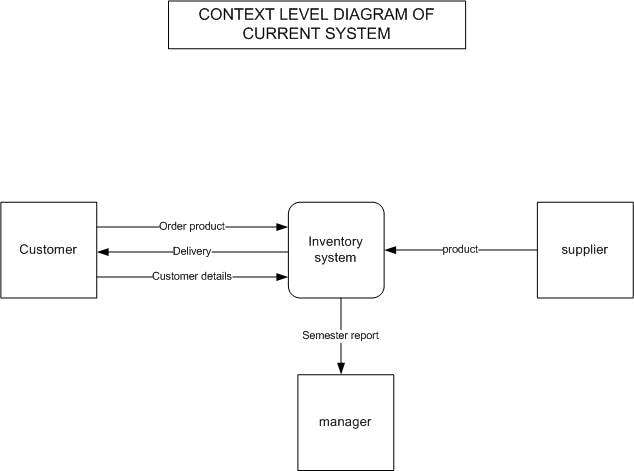 CONTEXT LEVEL DIAGRAM OF
CURRENT SYSTEM
Customer
Order product
Delivery
Customer details
Inventory
system
product
supplier
Semester report
manager